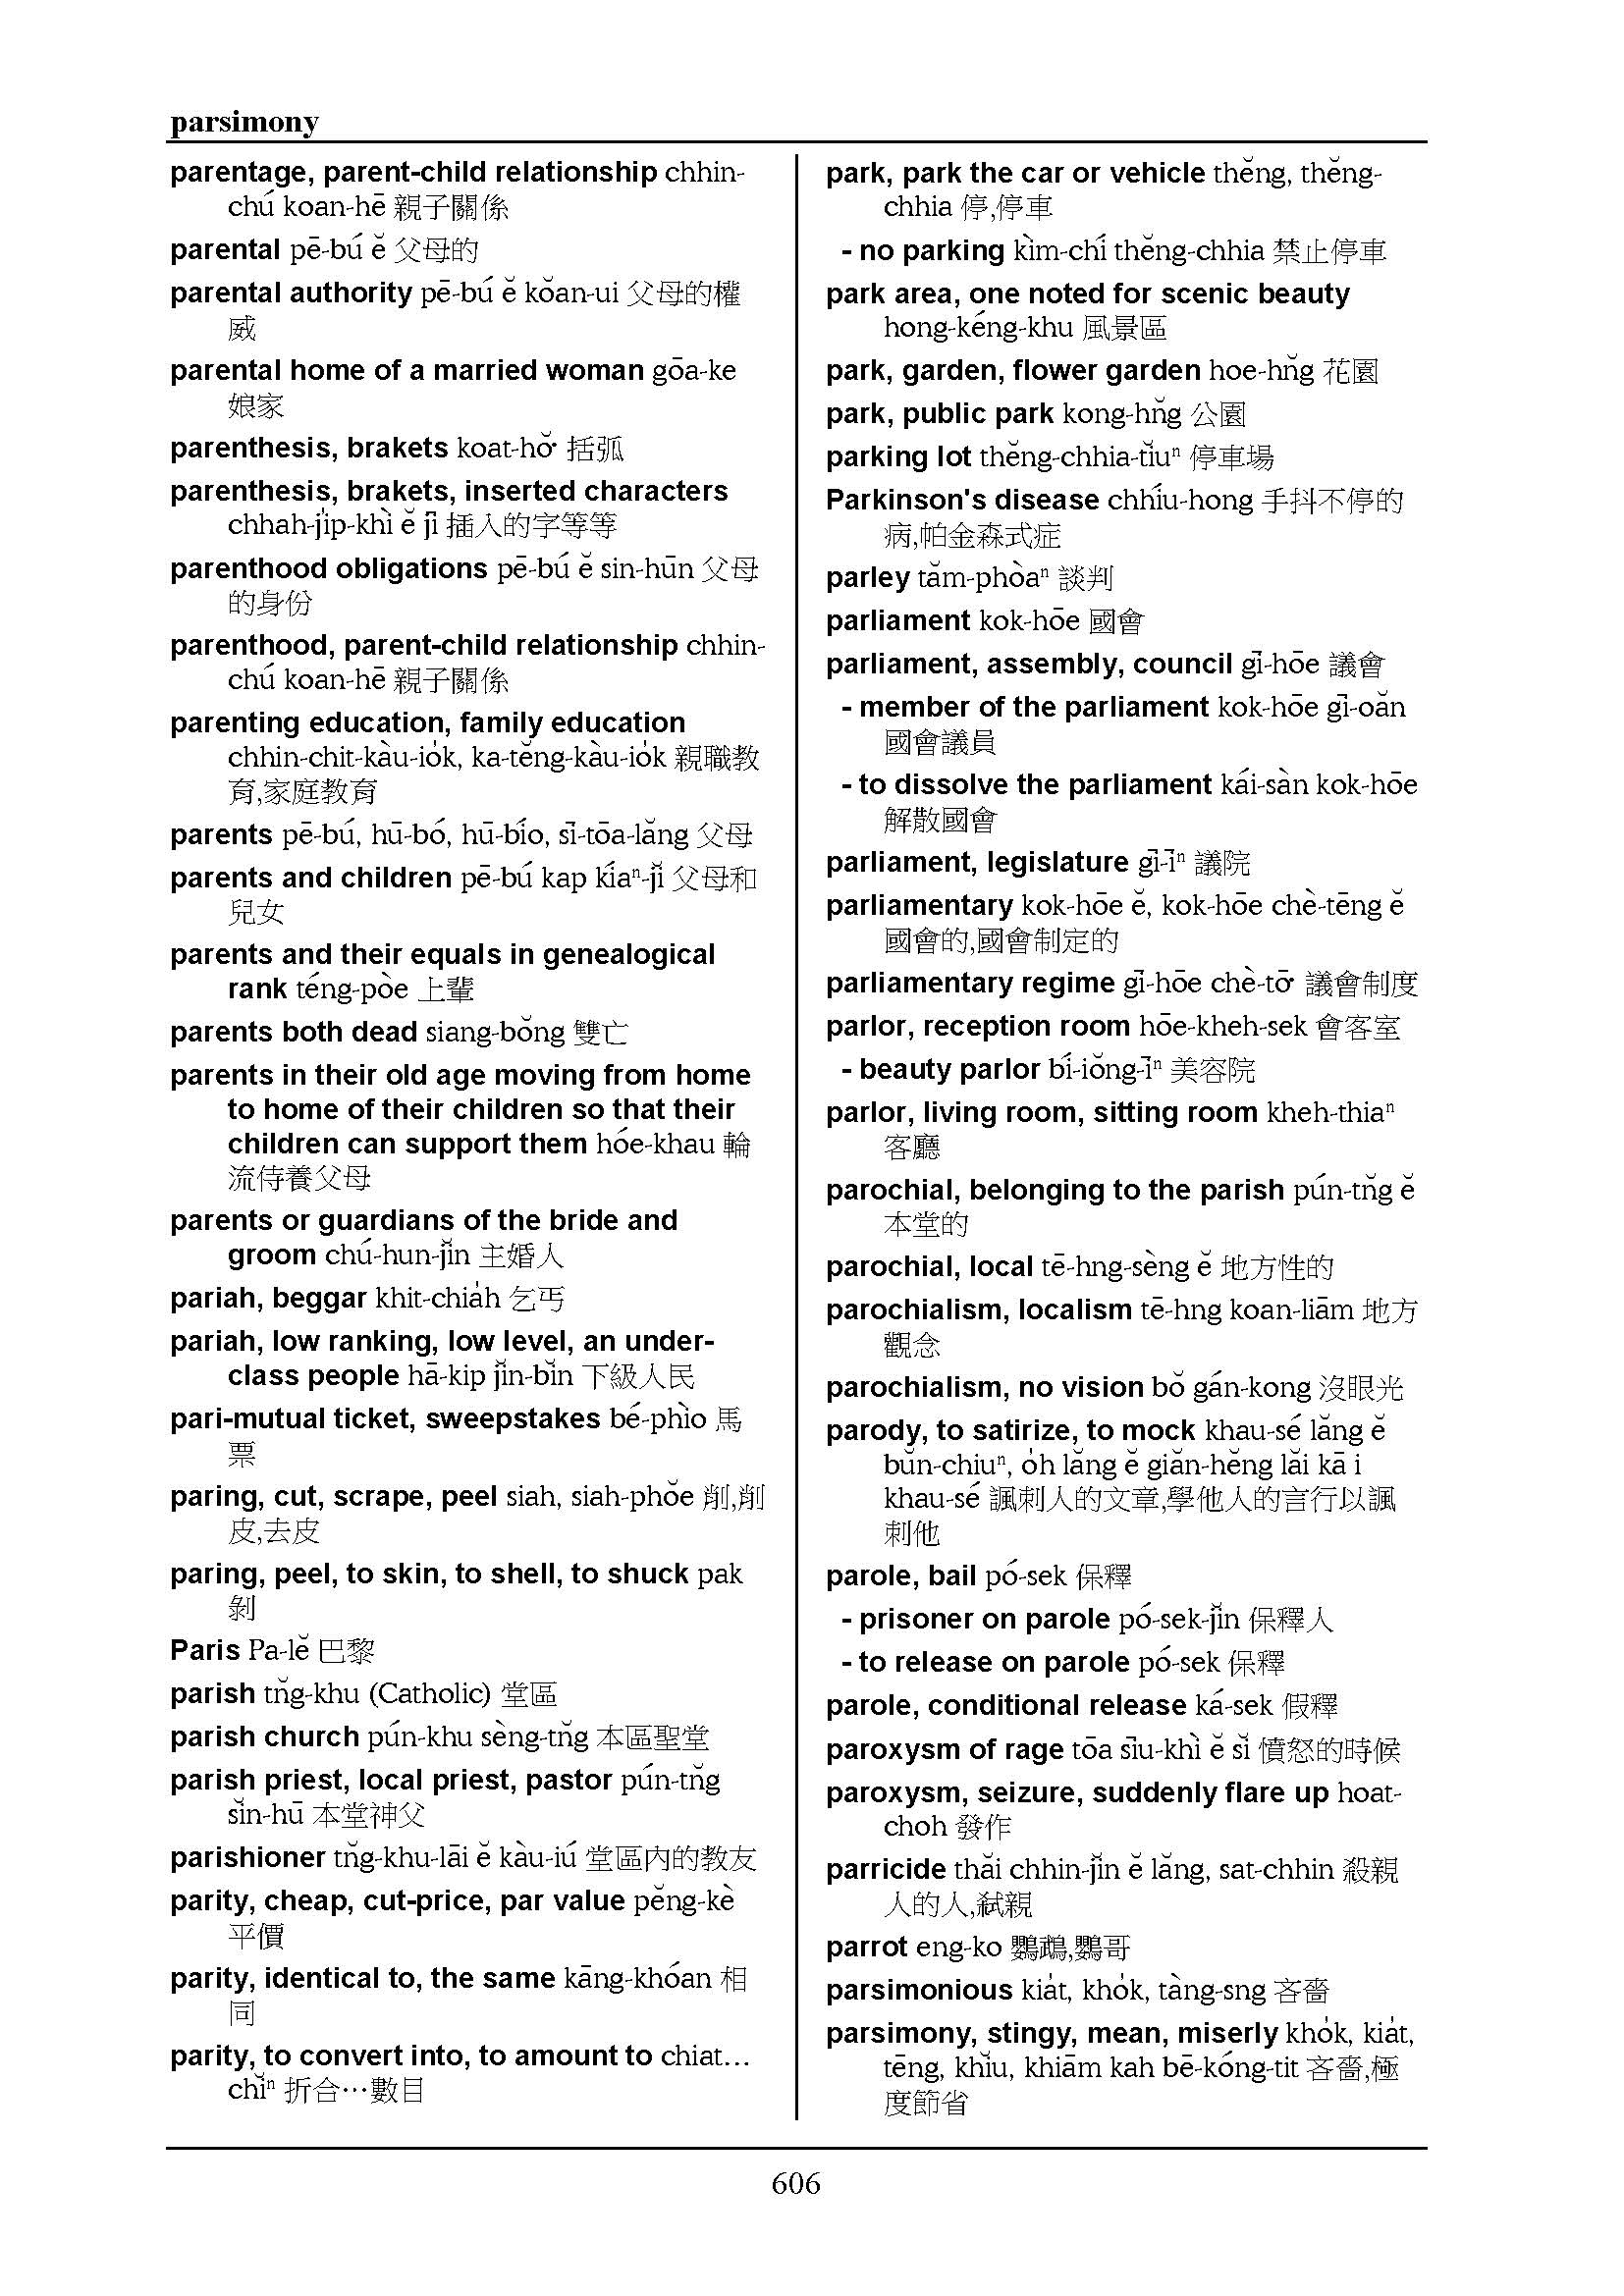 parsimony
parentage, parent-child relationship chhin-
chú koan-hē 親子關係
parental pē-bú ĕ 父母的
parental authority pē-bú ĕ kŏan-ui 父母的權
威
parental home of a married woman gōa-ke
娘家
parenthesis, brakets koat-hŏ͘ 括弧
parenthesis, brakets, inserted characters
chhah-ji̍p-khì ĕ jī 插入的字等等
parenthood obligations pē-bú ĕ sin-hūn 父母
的身份
parenthood, parent-child relationship chhin-
chú koan-hē 親子關係
parenting education, family education
chhin-chit-kàu-io̍k, ka-tĕng-kàu-io̍k 親職教
育,家庭教育
parents pē-bú, hū-bó, hū-bío, sī-tōa-lăng 父母
parents and children pē-bú kap kíaⁿ-jĭ 父母和
兒女
parents and their equals in genealogical
rank téng-pòe 上輩
parents both dead siang-bŏng 雙亡
parents in their old age moving from home
to home of their children so that their
children can support them hóe-khau 輪
流侍養父母
parents or guardians of the bride and
groom chú-hun-jĭn 主婚人
pariah, beggar khit-chia̍h 乞丐
pariah, low ranking, low level, an under-
class people hā-kip jĭn-bĭn 下級人民
pari-mutual ticket, sweepstakes bé-phìo 馬
票
paring, cut, scrape, peel siah, siah-phŏe 削,削
皮,去皮
paring, peel, to skin, to shell, to shuck pak
剝
Paris Pa-lĕ 巴黎
parish tn̆g-khu (Catholic) 堂區
parish church pún-khu sèng-tn̆g 本區聖堂
parish priest, local priest, pastor pún-tn̆g
sĭn-hū 本堂神父
parishioner tn̆g-khu-lāi ĕ kàu-iú 堂區內的教友
parity, cheap, cut-price, par value pĕng-kè
平價
parity, identical to, the same kāng-khóan 相
同
parity, to convert into, to amount to chiat…
chĭⁿ 折合…數目
park, park the car or vehicle thĕng, thĕng-
chhia 停,停車
- no parking kìm-chí thĕng-chhia 禁止停車
park area, one noted for scenic beauty
hong-kéng-khu 風景區
park, garden, flower garden hoe-hn̆g 花園
park, public park kong-hn̆g 公園
parking lot thĕng-chhia-tĭuⁿ 停車場
Parkinson's disease chhíu-hong 手抖不停的
病,帕金森式症
parley tăm-phòaⁿ 談判
parliament kok-hōe 國會
parliament, assembly, council gī-hōe 議會
- member of the parliament kok-hōe gī-oăn
國會議員
- to dissolve the parliament kái-sàn kok-hōe
解散國會
parliament, legislature gī-īⁿ 議院
parliamentary kok-hōe ĕ, kok-hōe chè-tēng ĕ
國會的,國會制定的
parliamentary regime gī-hōe chè-tō͘ 議會制度
parlor, reception room hōe-kheh-sek 會客室
- beauty parlor bí-iŏng-īⁿ 美容院
parlor, living room, sitting room kheh-thiaⁿ
客廳
parochial, belonging to the parish pún-tn̆g ĕ
本堂的
parochial, local tē-hng-sèng ĕ 地方性的
parochialism, localism tē-hng koan-liām 地方
觀念
parochialism, no vision bŏ gán-kong 沒眼光
parody, to satirize, to mock khau-sé lăng ĕ
bŭn-chiuⁿ, o̍h lăng ĕ giăn-hĕng lăi kā i
khau-sé 諷刺人的文章,學他人的言行以諷
刺他
parole, bail pó-sek 保釋
- prisoner on parole pó-sek-jĭn 保釋人
- to release on parole pó-sek 保釋
parole, conditional release ká-sek 假釋
paroxysm of rage tōa sīu-khì ĕ sĭ 憤怒的時候
paroxysm, seizure, suddenly flare up hoat-
choh 發作
parricide thăi chhin-jĭn ĕ lăng, sat-chhin 殺親
人的人,弒親
parrot eng-ko 鸚鵡,鸚哥
parsimonious kia̍t, kho̍k, tàng-sng 吝嗇
parsimony, stingy, mean, miserly kho̍k, kia̍t,
tēng, khĭu, khiām kah bē-kóng-tit 吝嗇,極
度節省
606